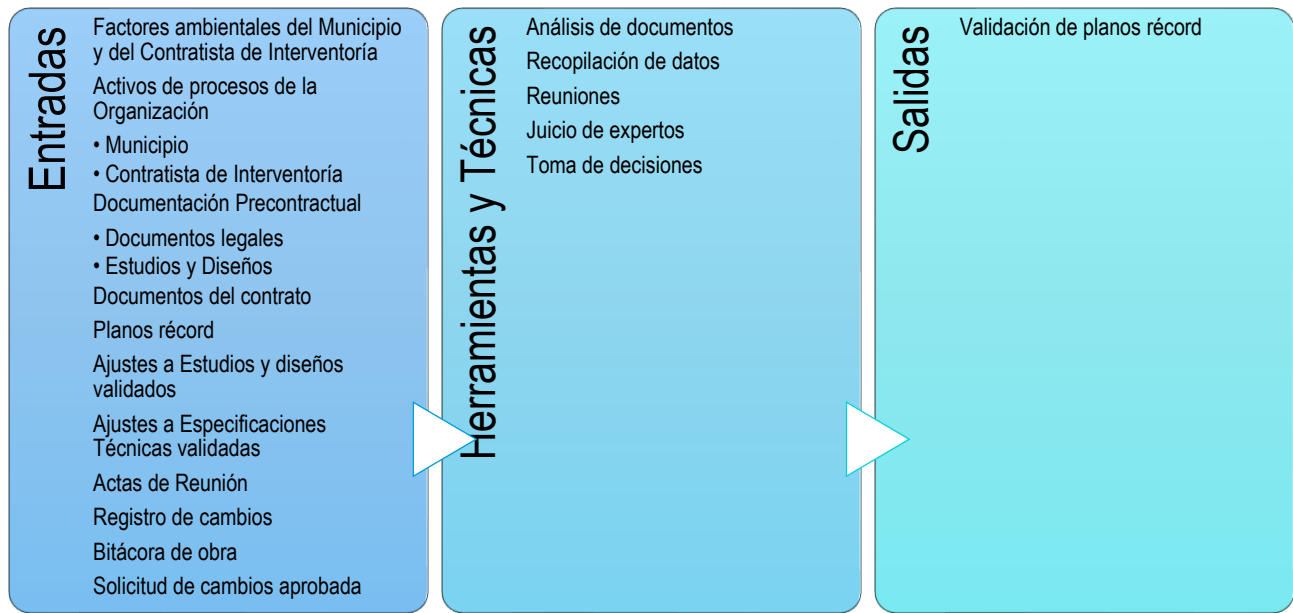 Entradas
Factores ambientales del Municipio
y del Contratista de Interventoría
Activos de procesos de la
Organización
• Municipio
• Contratista de Interventoría
Documentación Precontractual
• Documentos legales
• Estudios y Diseños
Documentos del contrato
Planos récord
Ajustes a Estudios y diseños
validados
Ajustes a Especificaciones
Técnicas validadas
Actas de Reunión
Registro de cambios
Bitácora de obra
Solicitud de cambios aprobada
Herramientas y Técnicas
Análisis de documentos
Recopilación de datos
Reuniones
Juicio de expertos
Toma de decisiones
Salidas
Validación de planos récord